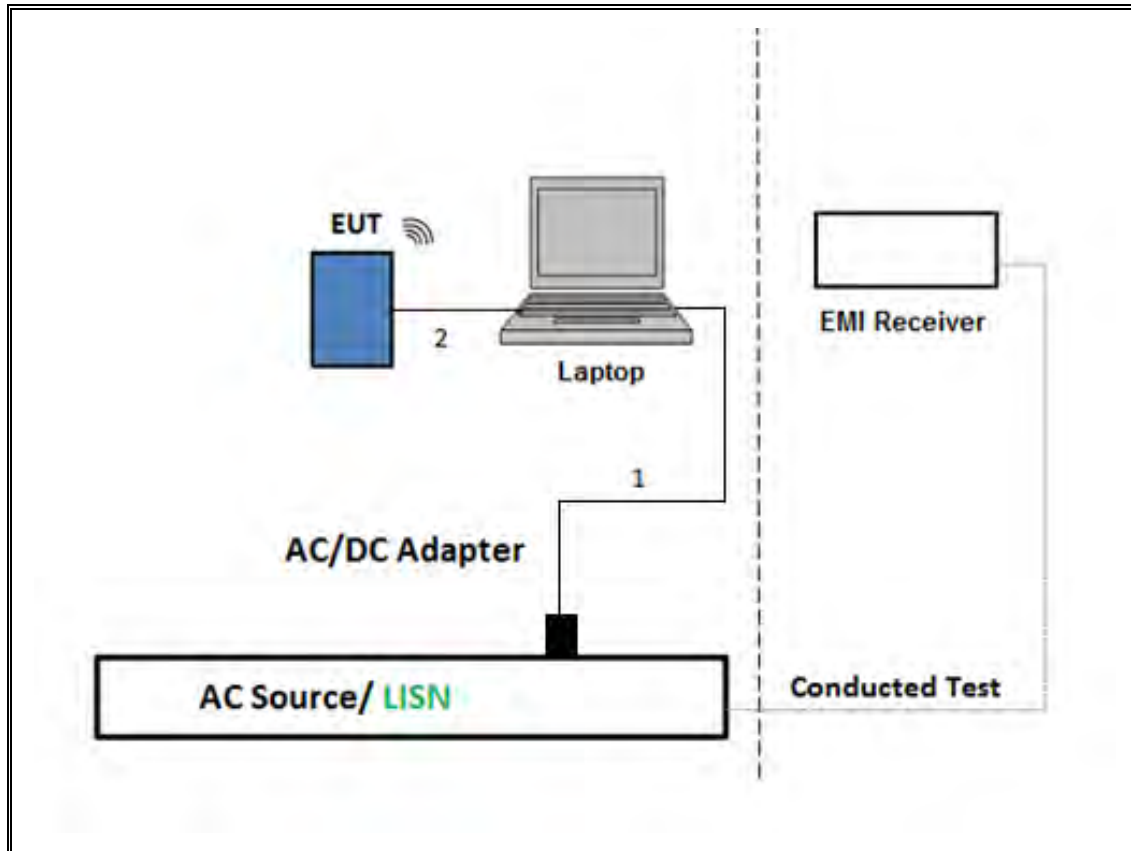 EUT
2
Laptop
EMI Receiver
1
AC/DC Adapter
AC Source/ LISN
Conducted Test